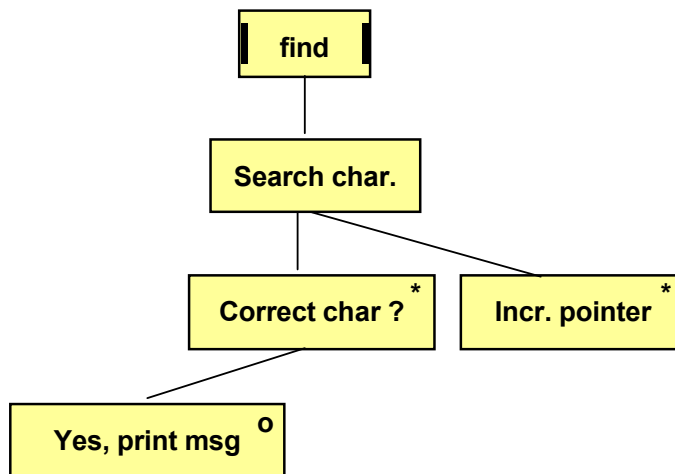 find
Search char.
Correct char ? *
Incr. pointer *
Yes, print msg o